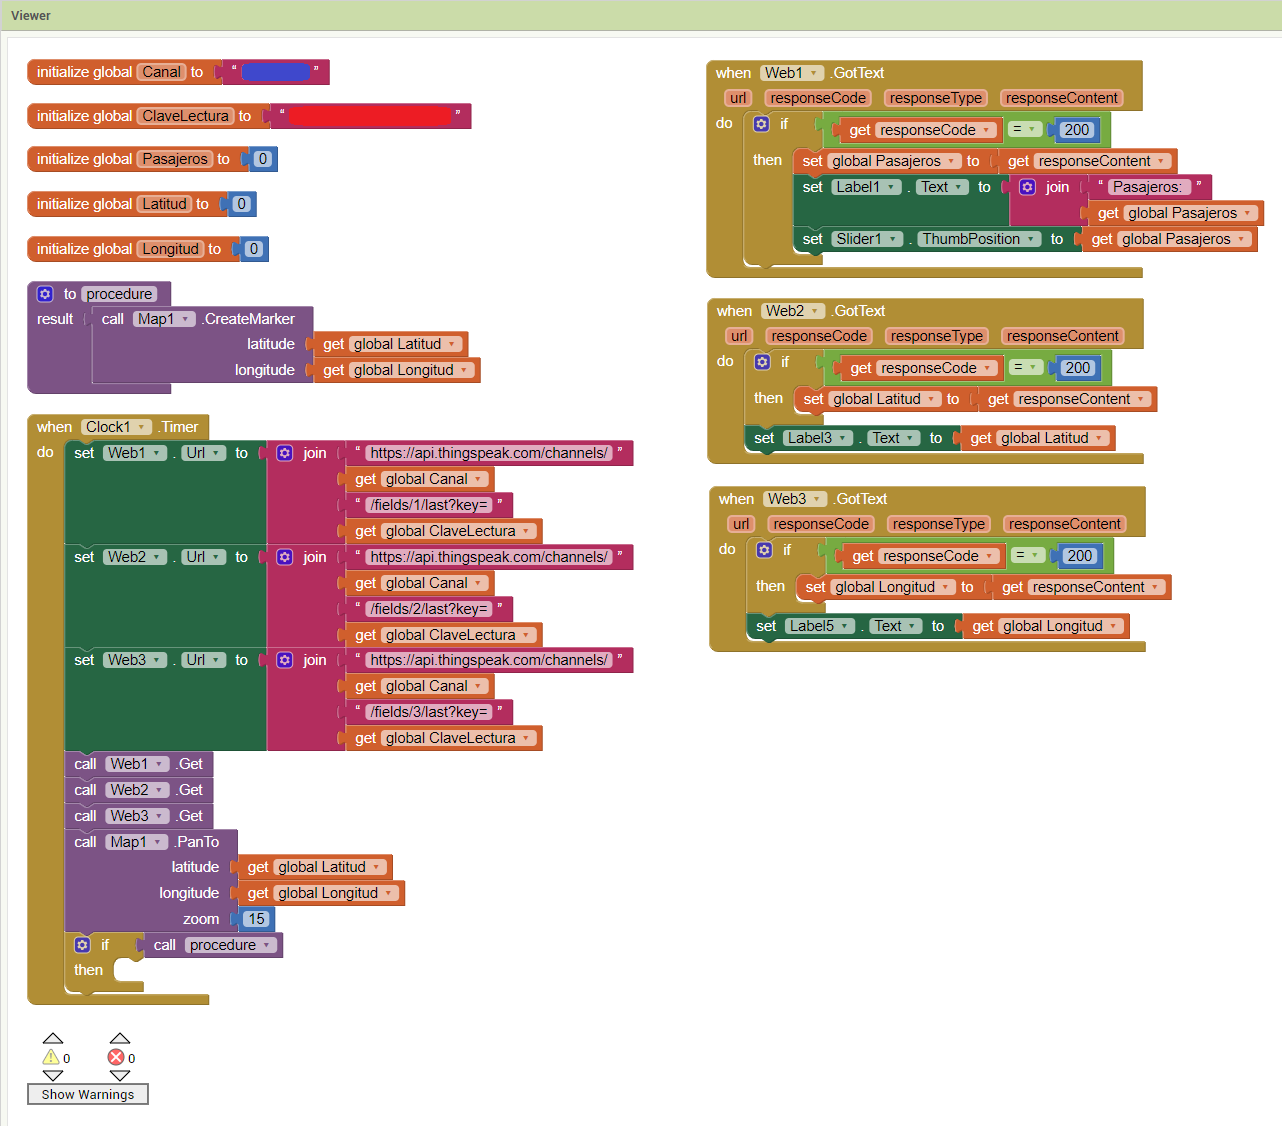 Viewer
initialize global Canal to " "
initialize global ClaveLectura to " "
initialize global Pasajeros to 0
initialize global Latitud to 0
initialize global Longitud to 0
to procedure
result call Map1 .CreateMarker
latitude get global Latitud
longitude get global Longitud
when Clock1 .Timer
do set Web1 . Url to join " https://api.thingspeak.com/channels/ "
get global Canal
" /fields/1/last?key= "
get global ClaveLectura
set Web2 . Url to join " https://api.thingspeak.com/channels/ "
get global Canal
" /fields/2/last?key= "
get global ClaveLectura
set Web3 . Url to join " https://api.thingspeak.com/channels/ "
get global Canal
" /fields/3/last?key= "
get global ClaveLectura
call Web1 .Get
call Web2 .Get
call Web3 .Get
call Map1 .PanTo
latitude get global Latitud
longitude get global Longitud
zoom 15
if call procedure
then
0 0
Show Warnings
when Web1 .GotText
url responseCode responseType responseContent
do if get responseCode = 200
then set global Pasajeros to get responseContent
set Label1 . Text to join " Pasajeros: "
get global Pasajeros
set Slider1 . ThumbPosition to get global Pasajeros
when Web2 .GotText
url responseCode responseType responseContent
do if get responseCode = 200
then set global Latitud to get responseContent
set Label3 . Text to get global Latitud
when Web3 .GotText
url responseCode responseType responseContent
do if get responseCode = 200
then set global Longitud to get responseContent
set Label5 . Text to get global Longitud